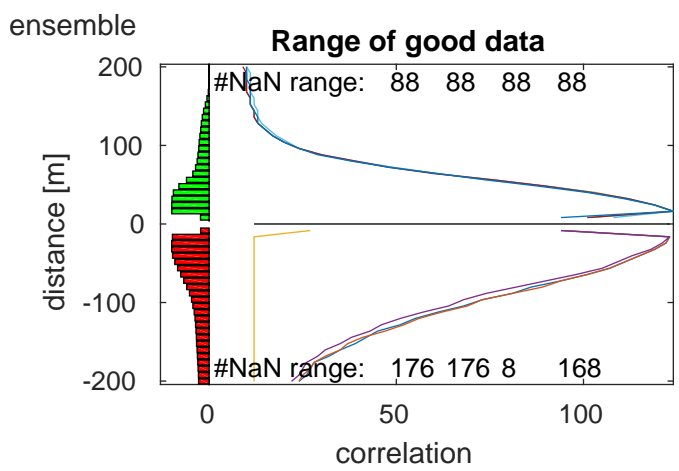 ensemble
Range of good data
200
#NaN range: 88 88 88 88
100
distance [m]
0
-100
#NaN range: 176 176 8 168
-200
0 50 100
correlation